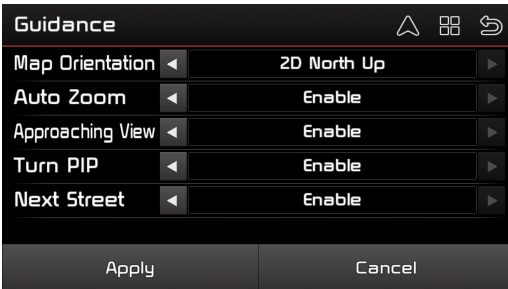 Guidance
Map Orientation 2D North Up
Auto Zoom Enable
Approaching View Enable
Turn PIP Enable
Next Street Enable
Apply Cancel